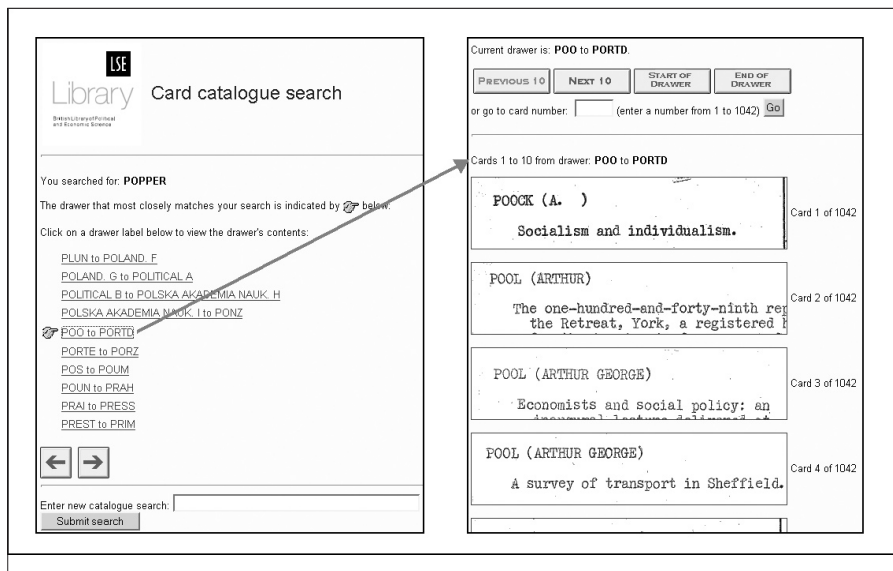 LSE
Library
British Library of Political
and Economic Science
Card catalogue search
You searched for: POPPER
The drawer that most closely matches your search is indicated by below.
Click on a drawer label below to view the drawer's contents:
PLUN to POLAND. F
POLAND. G to POLITICAL A
POLITICAL B to POLSKA AKADEMIA NAUK. H
POLSKA AKADEMIA NAUK. I to PONZ
POO to PORTD
PORTE to PORZ
POS to POUM
POUN to PRAH
PRAI to PRESS
PREST to PRIM
Enter new catalogue search:
Submit search
Current drawer is: POO to PORTD.
PREVIOUS 10 NEXT 10 START OF DRAWER END OF DRAWER
or go to card number: (enter a number from 1 to 1042) Go
Cards 1 to 10 from drawer: POO to PORTD
POOCK (A. )
Socialism and individualism.
Card 1 of 1042
POOL (ARTHUR)
The one-hundred-and-forty-ninth rep
the Retreat, York, a registered h
Card 2 of 1042
POOL (ARTHUR GEORGE)
Economists and social policy: an
Card 3 of 1042
POOL (ARTHUR GEORGE)
A survey of transport in Sheffield.
Card 4 of 1042